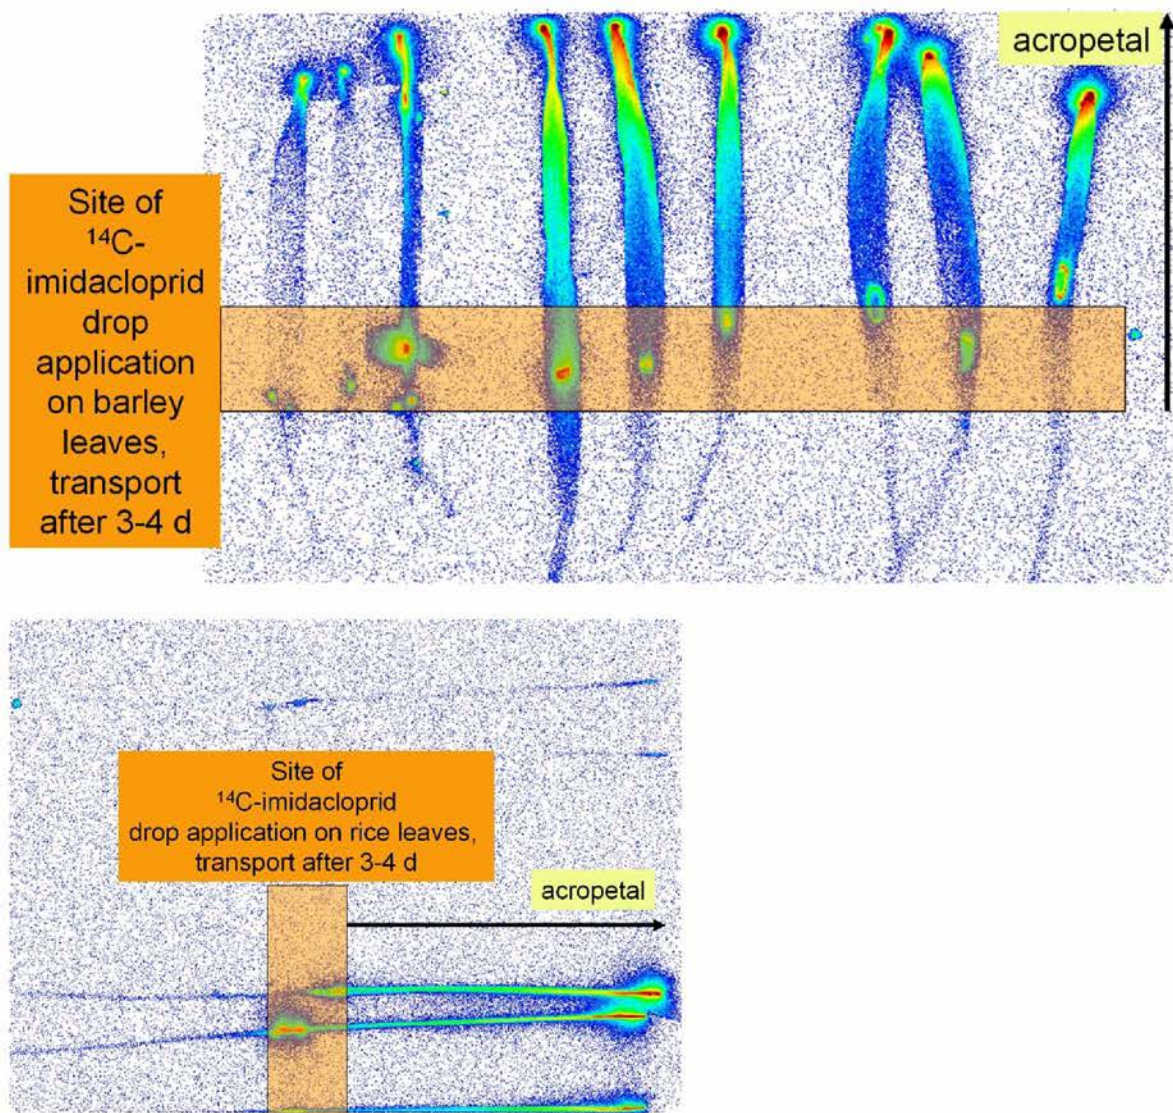 acropetal
Site of
¹⁴C-
imidacloprid
drop
application
on barley
leaves,
transport
after 3-4 d
Site of
¹⁴C-imidacloprid
drop application on rice leaves,
transport after 3-4 d
acropetal